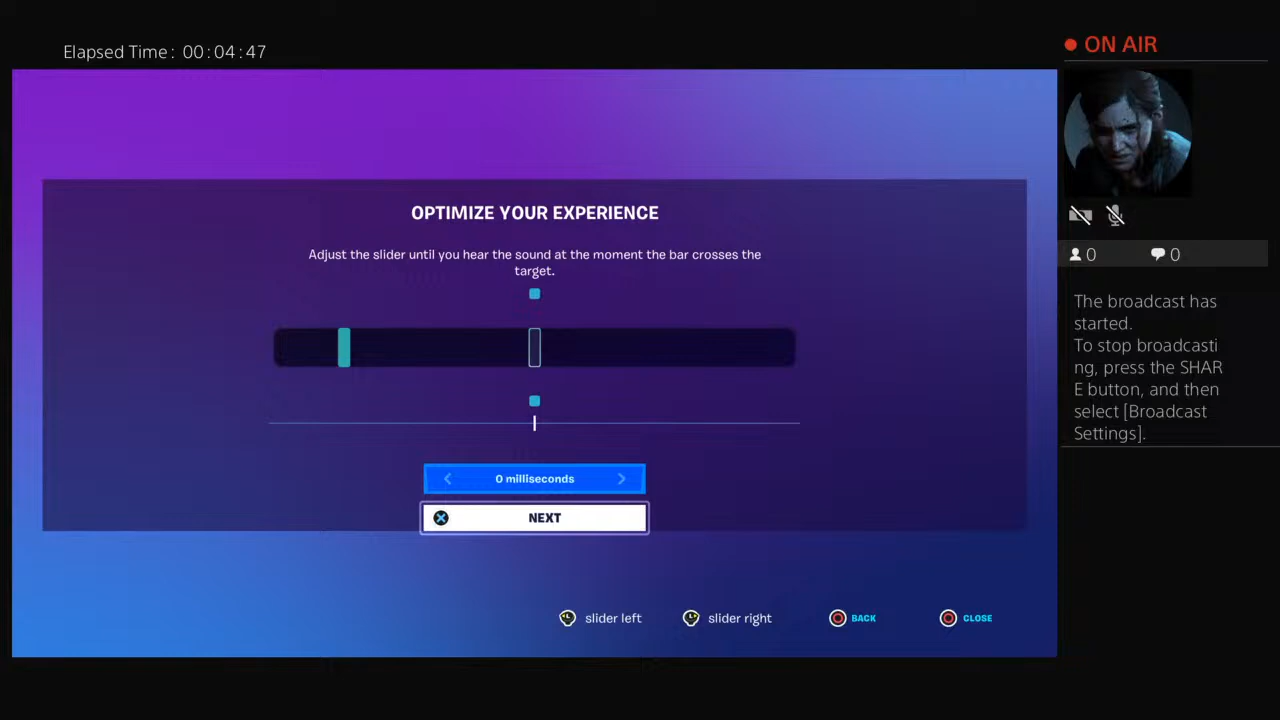 Elapsed Time: 00:04:47
ON AIR
OPTIMIZE YOUR EXPERIENCE
Adjust the slider until you hear the sound at the moment the bar crosses the
target.
0
0
The broadcast has
started.
To stop broadcasti
ng, press the SHAR
E button, and then
select [Broadcast
Settings].
0 milliseconds
NEXT
slider left
slider right
BACK
CLOSE